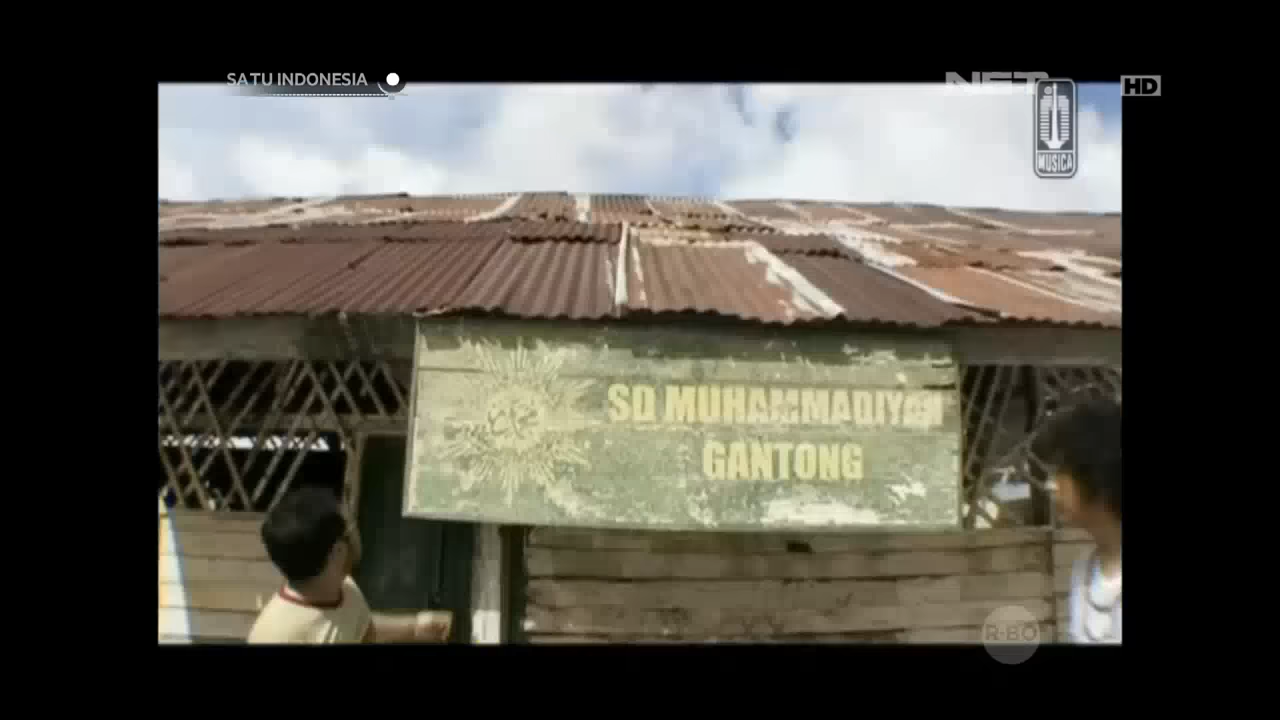 SATU INDONESIA
NET
HD
MUSICA
SD MUHAMMADIYAH
GANTONG
R-BO